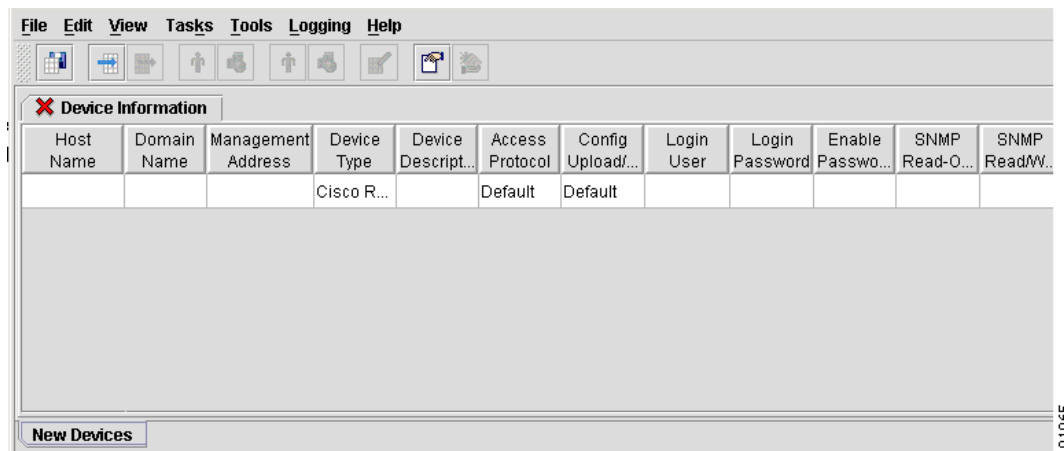 File Edit View Tasks Tools Logging Help
Device Information
Host Name Domain Name Management Address Device Type Device Descript... Access Protocol Config Upload/... Login User Login Password Enable Passwo... SNMP Read-O... SNMP Read/W...
Cisco R... Default Default
New Devices